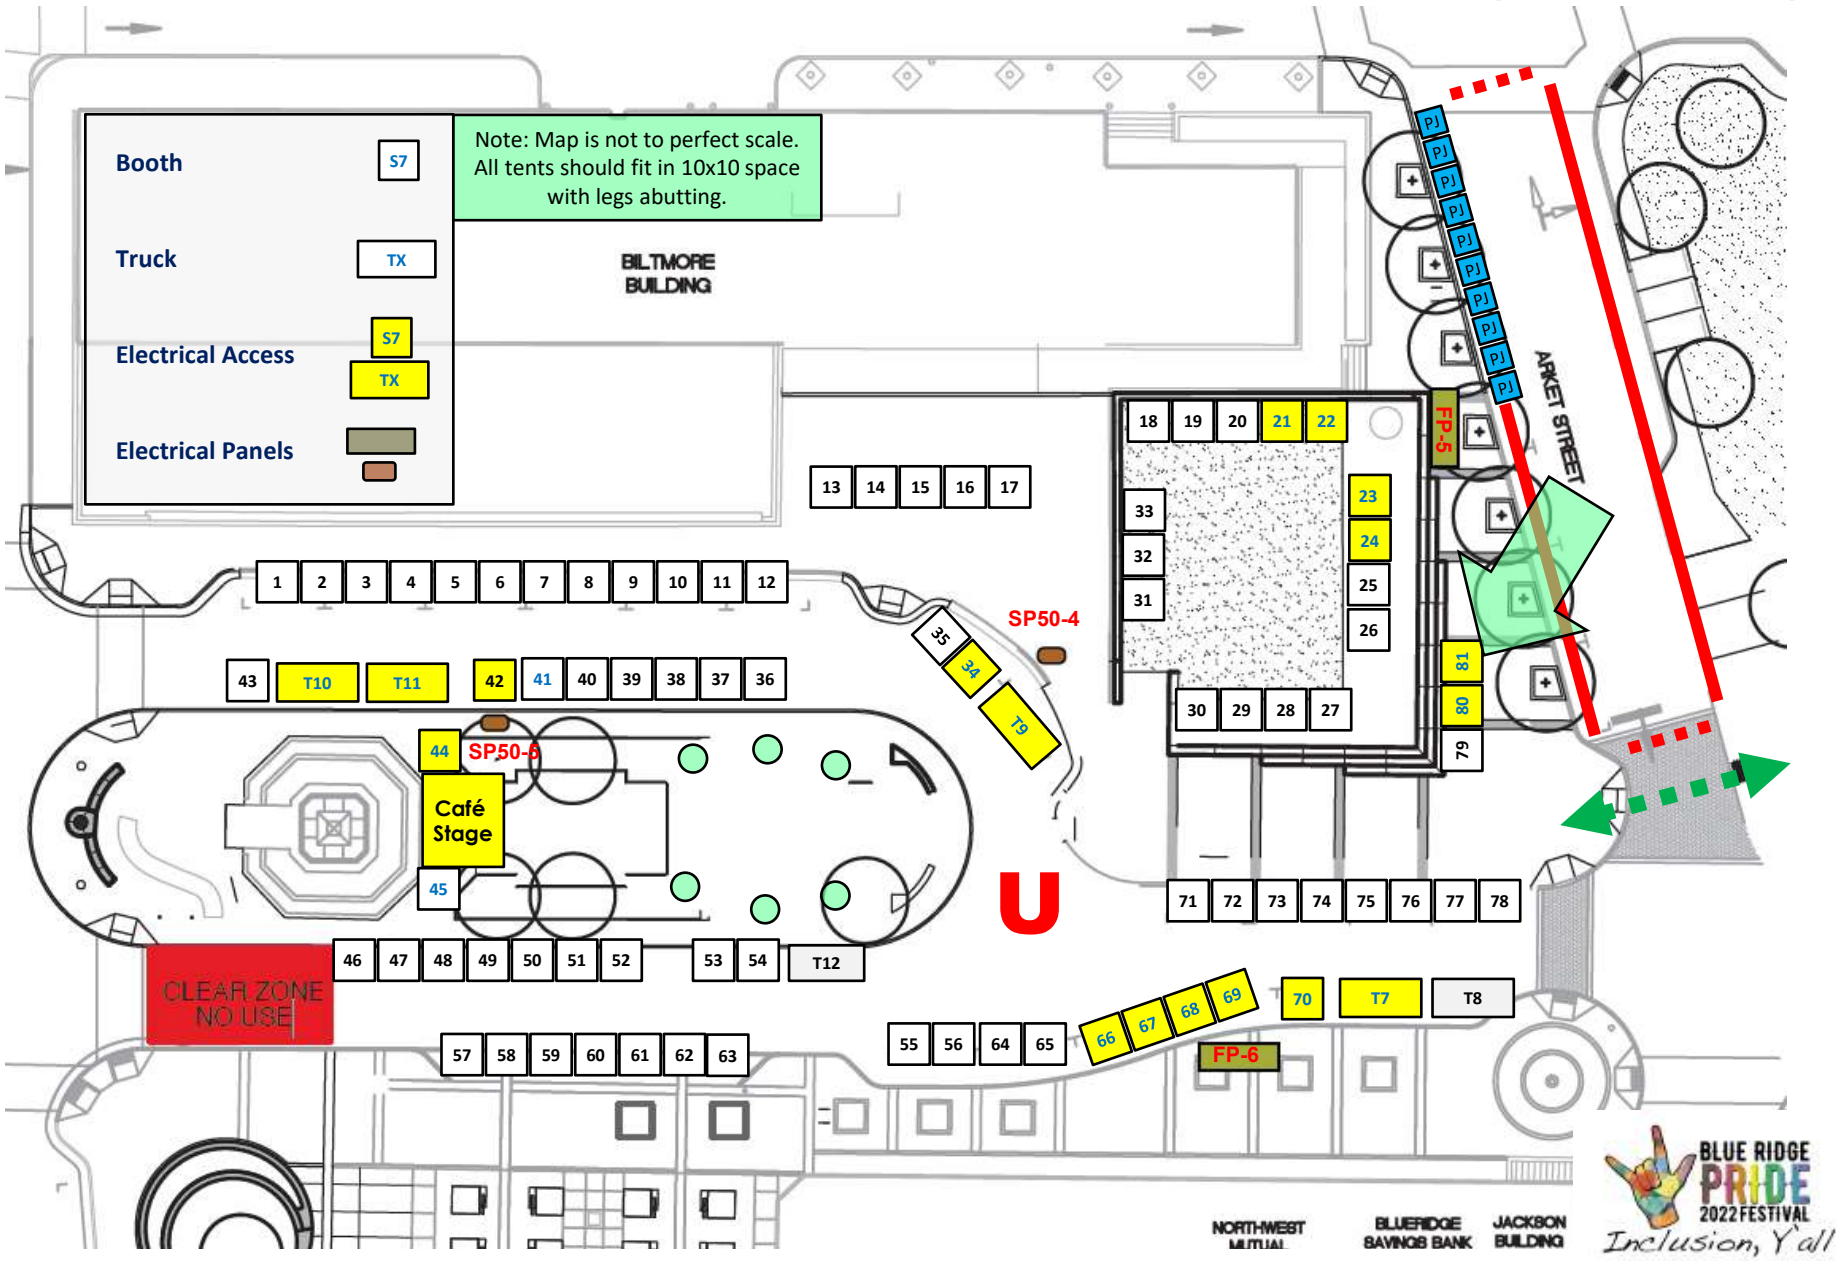 Booth
S7
Truck
TX
Electrical Access
S7
TX
Electrical Panels
Note: Map is not to perfect scale.
All tents should fit in 10x10 space
with legs abutting.
BILTMORE
BUILDING
PJ
PJ
PJ
PJ
PJ
PJ
PJ
PJ
PJ
PJ
ARKET STREET
FP-5
18 19 20 21 22
13 14 15 16 17
23
24
25
26
33
32
31
30 29 28 27
1 2 3 4 5 6 7 8 9 10 11 12
SP50-4
35
34
T9
81
80
79
43 T10 T11 42 41 40 39 38 37 36
44
SP50-5
Café
Stage
45
U
71 72 73 74 75 76 77 78
46 47 48 49 50 51 52 53 54 T12
CLEAR ZONE
NO USE
66 67 68 69 70 T7 T8
55 56 64 65
57 58 59 60 61 62 63
FP-6
NORTHWEST
MUTUAL
BLUERIDGE
SAVINGS BANK
JACKSON
BUILDING
BLUE RIDGE
PRIDE
2022 FESTIVAL
Inclusion, Y'all